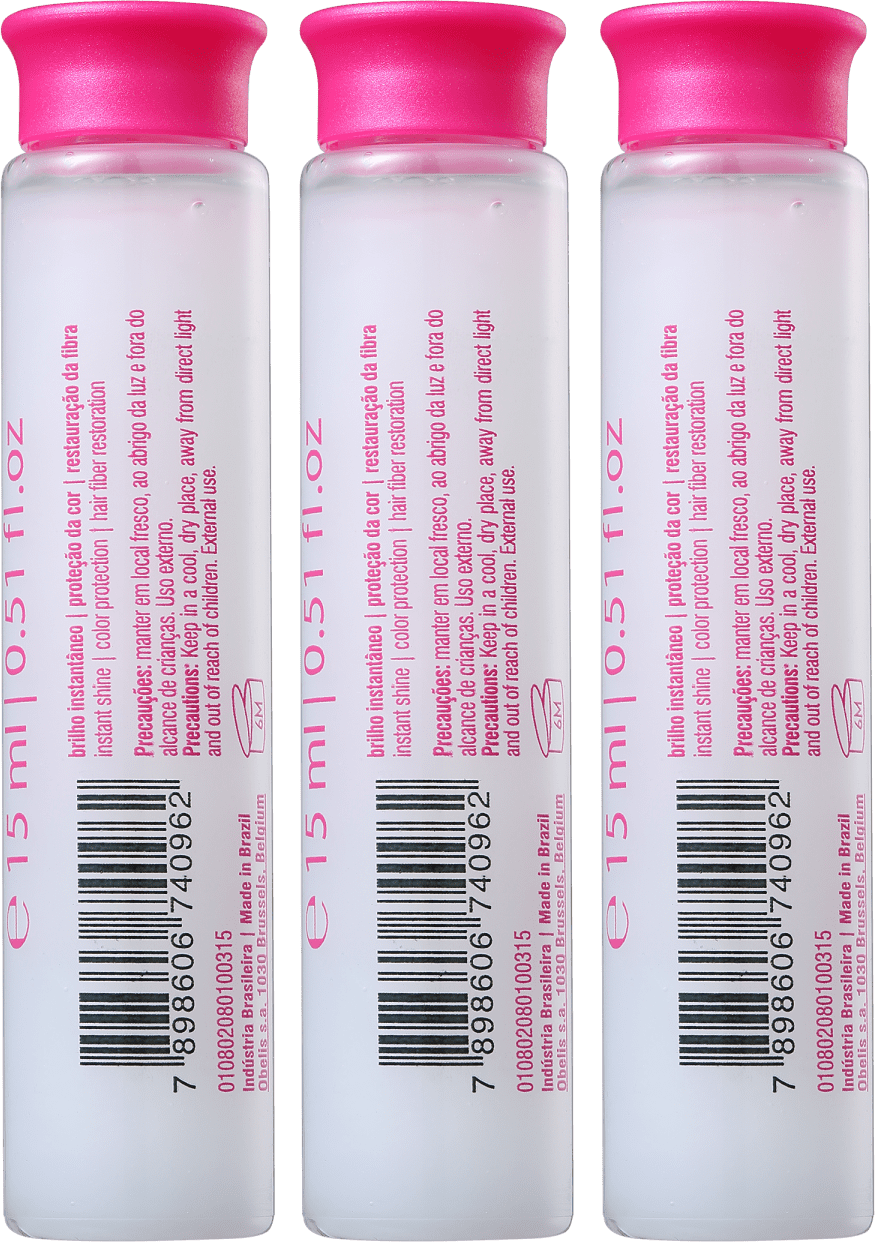 e 15 ml | 0.51 fl.oz
brilho instantâneo | proteção da cor | restauração da fibra
instant shine | color protection | hair fiber restoration
Precauções: manter em local fresco, ao abrigo da luz e fora do
alcance de crianças. Uso externo.
Precautions: Keep in a cool, dry place, away from direct light
and out of reach of children. External use.
6M
7 898606 740962
010802080100315
Indústria Brasileira | Made in Brazil
Obelis s.a. 1030 Brussels, Belgium
e 15 ml | 0.51 fl.oz
brilho instantâneo | proteção da cor | restauração da fibra
instant shine | color protection | hair fiber restoration
Precauções: manter em local fresco, ao abrigo da luz e fora do
alcance de crianças. Uso externo.
Precautions: Keep in a cool, dry place, away from direct light
and out of reach of children. External use.
6M
7 898606 740962
010802080100315
Indústria Brasileira | Made in Brazil
Obelis s.a. 1030 Brussels, Belgium
e 15 ml | 0.51 fl.oz
brilho instantâneo | proteção da cor | restauração da fibra
instant shine | color protection | hair fiber restoration
Precauções: manter em local fresco, ao abrigo da luz e fora do
alcance de crianças. Uso externo.
Precautions: Keep in a cool, dry place, away from direct light
and out of reach of children. External use.
6M
7 898606 740962
010802080100315
Indústria Brasileira | Made in Brazil
Obelis s.a. 1030 Brussels, Belgium